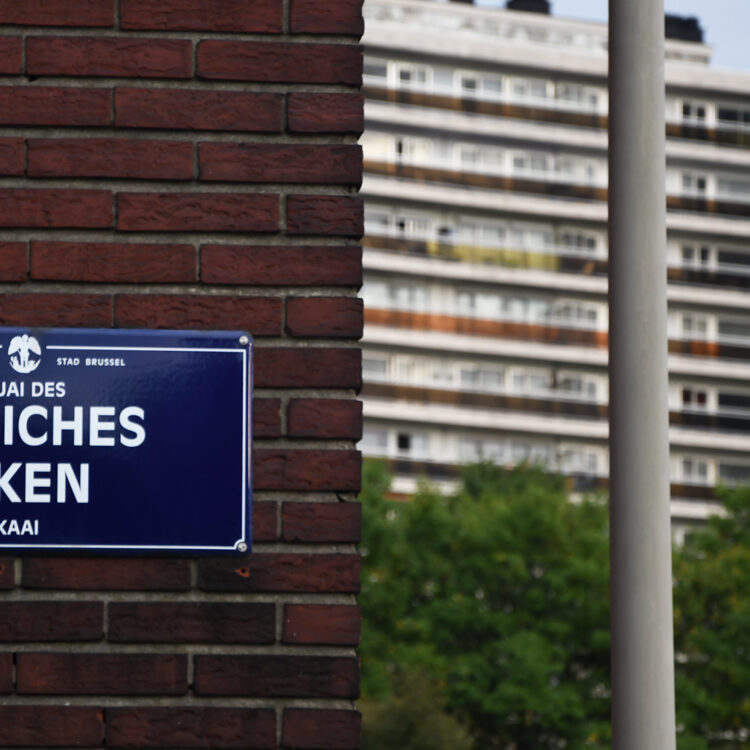 STAD BRUSSEL
UAI DES
ICHES
KEN
KAAI